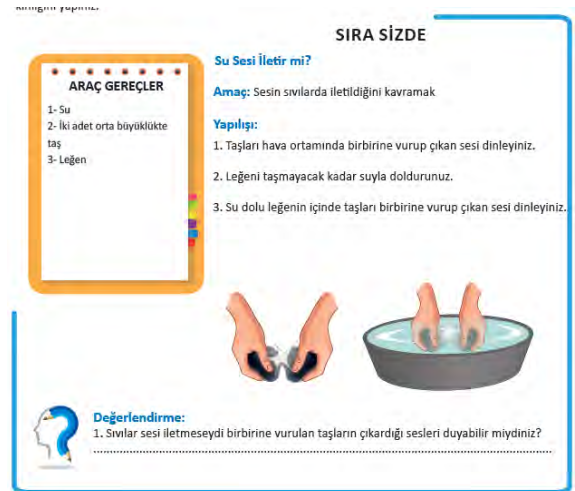 SIRA SİZDE
ARAÇ GEREÇLER
1- Su
2- İki adet orta büyüklükte
taş
3- Leğen
Su Sesi İletir mi?
Amaç: Sesin sıvılarda iletildiğini kavramak
Yapılışı:
1. Taşları hava ortamında birbirine vurup çıkan sesi dinleyiniz.
2. Leğeni taşmayacak kadar suyla doldurunuz.
3. Su dolu leğenin içinde taşları birbirine vurup çıkan sesi dinleyiniz.
Değerlendirme:
1. Sıvılar sesi iletmeseydi birbirine vurulan taşların çıkardığı sesleri duyabilir miydiniz?